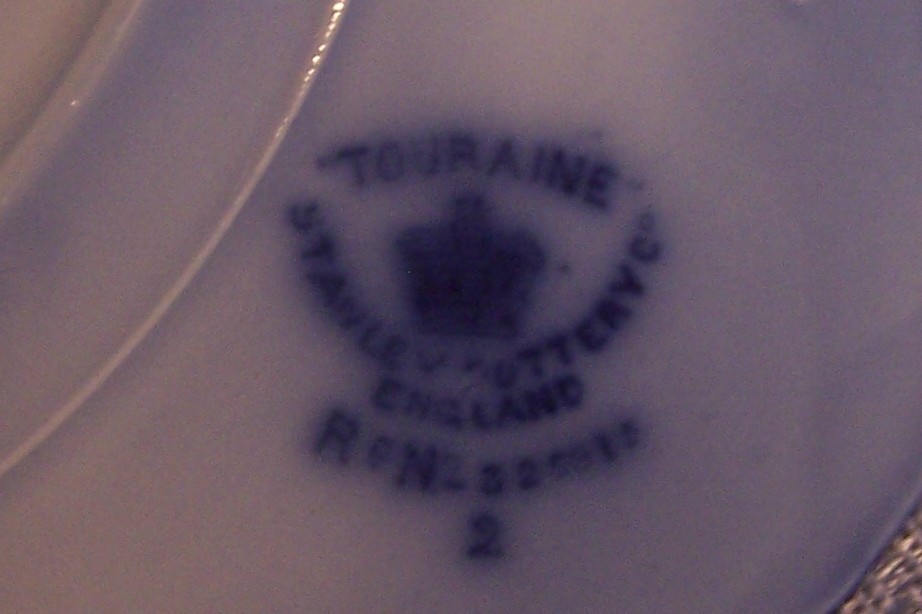 "TOURAINE"
STANLEY POTTERY Co
ENGLAND
Rd No
2